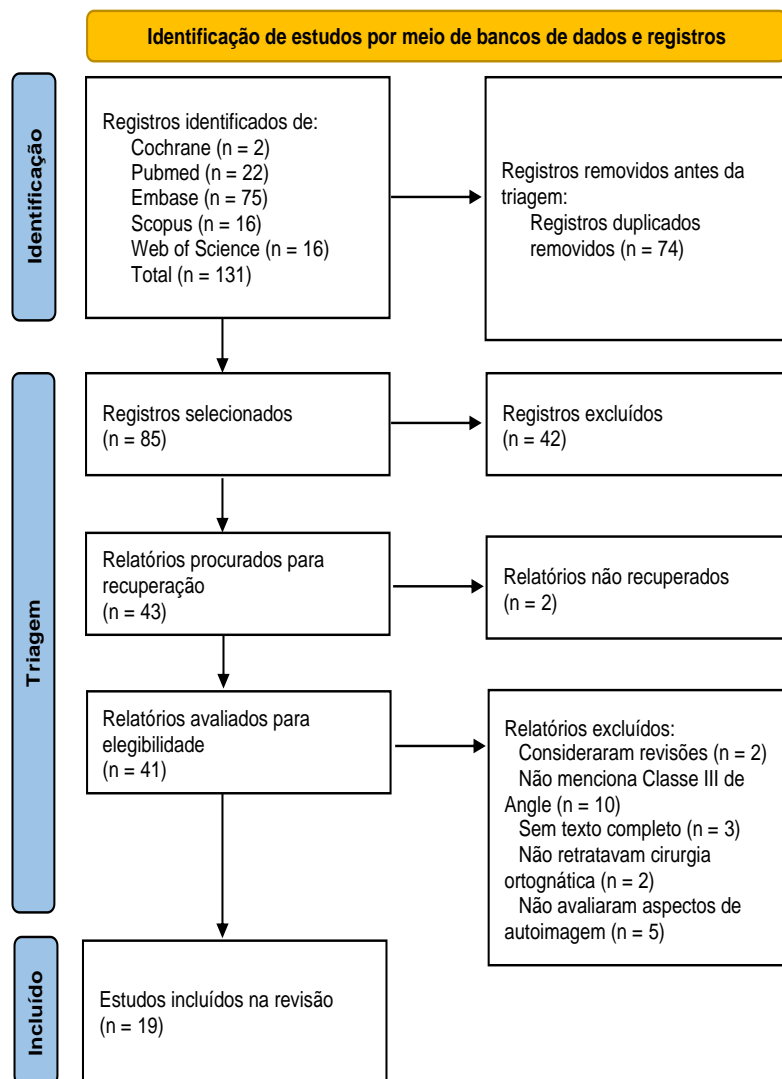 Identificação de estudos por meio de bancos de dados e registros
Identificação
Registros identificados de:
Cochrane (n = 2)
Pubmed (n = 22)
Embase (n = 75)
Scopus (n = 16)
Web of Science (n = 16)
Total (n = 131)
Registros removidos antes da
triagem:
Registros duplicados
removidos (n = 74)
Triagem
Registros selecionados
(n = 85)
Registros excluídos
(n = 42)
Relatórios procurados para
recuperação
(n = 43)
Relatórios não recuperados
(n = 2)
Relatórios avaliados para
elegibilidade
(n = 41)
Relatórios excluídos:
Consideraram revisões (n = 2)
Não menciona Classe III de
Angle (n = 10)
Sem texto completo (n = 3)
Não retratavam cirurgia
ortognática (n = 2)
Não avaliaram aspectos de
autoimagem (n = 5)
Incluído
Estudos incluídos na revisão
(n = 19)